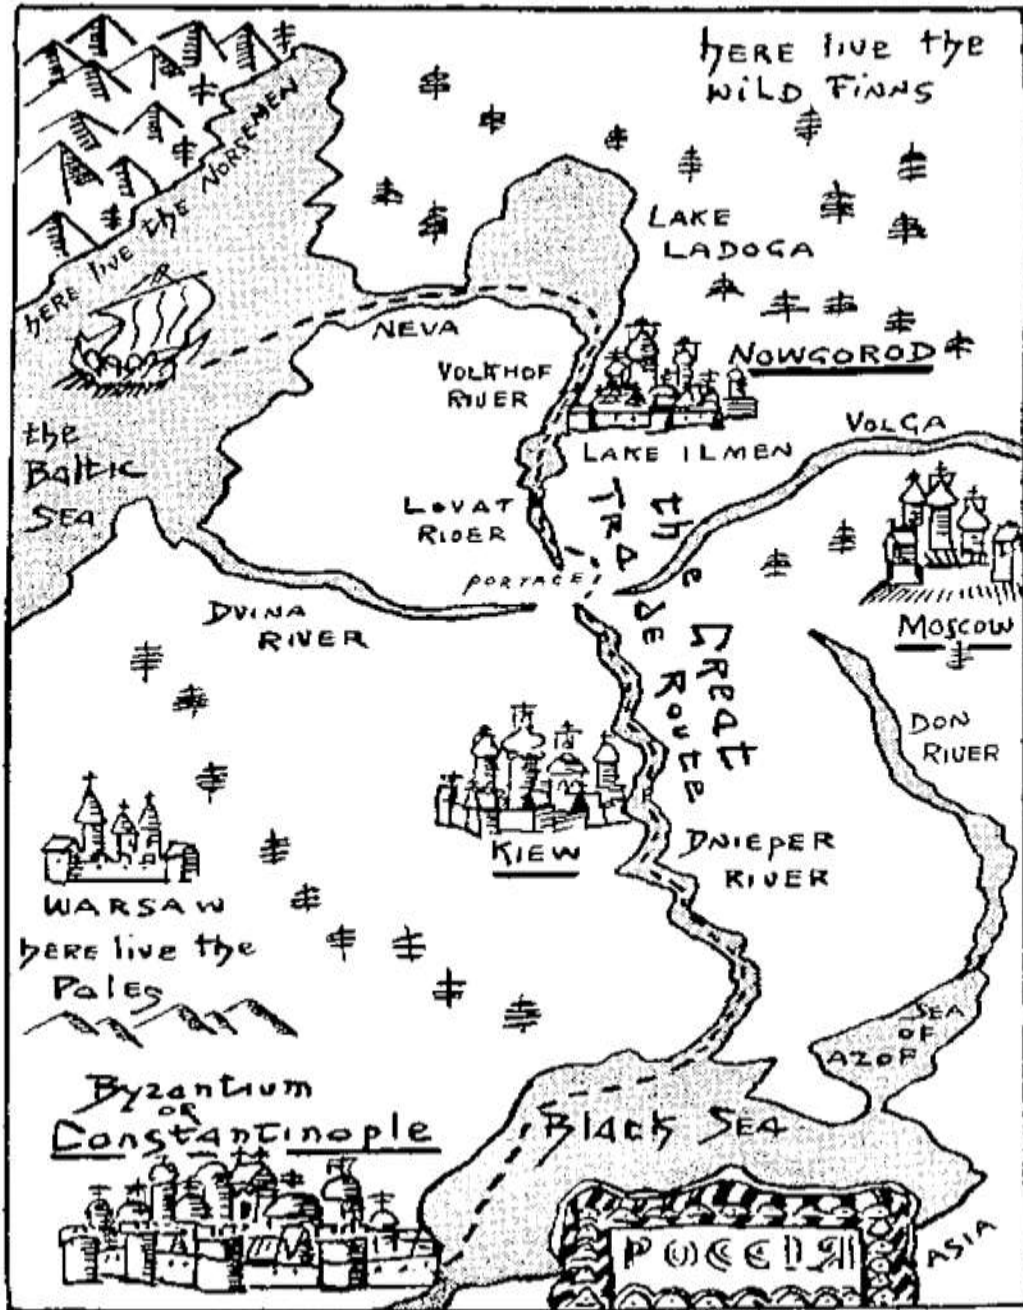 HERE live the
WILD FINNS
HERE live the NORSEMEN
LAKE
LADOGA
NEVA
VOLKHOF
RIVER
NOWGOROD
VOLGA
LAKE ILMEN
the
Baltic
SEA
LOVAT
RIVER
PORTAGES
the GREAT
TRADE ROUTE
DVINA
RIVER
MOSCOW
DON
RIVER
KIEW
DNIEPER
RIVER
WARSAW
HERE live the
Poles
SEA
OF
AZOF
Byzantium
OR
Constantinople
Black SEA
ASIA